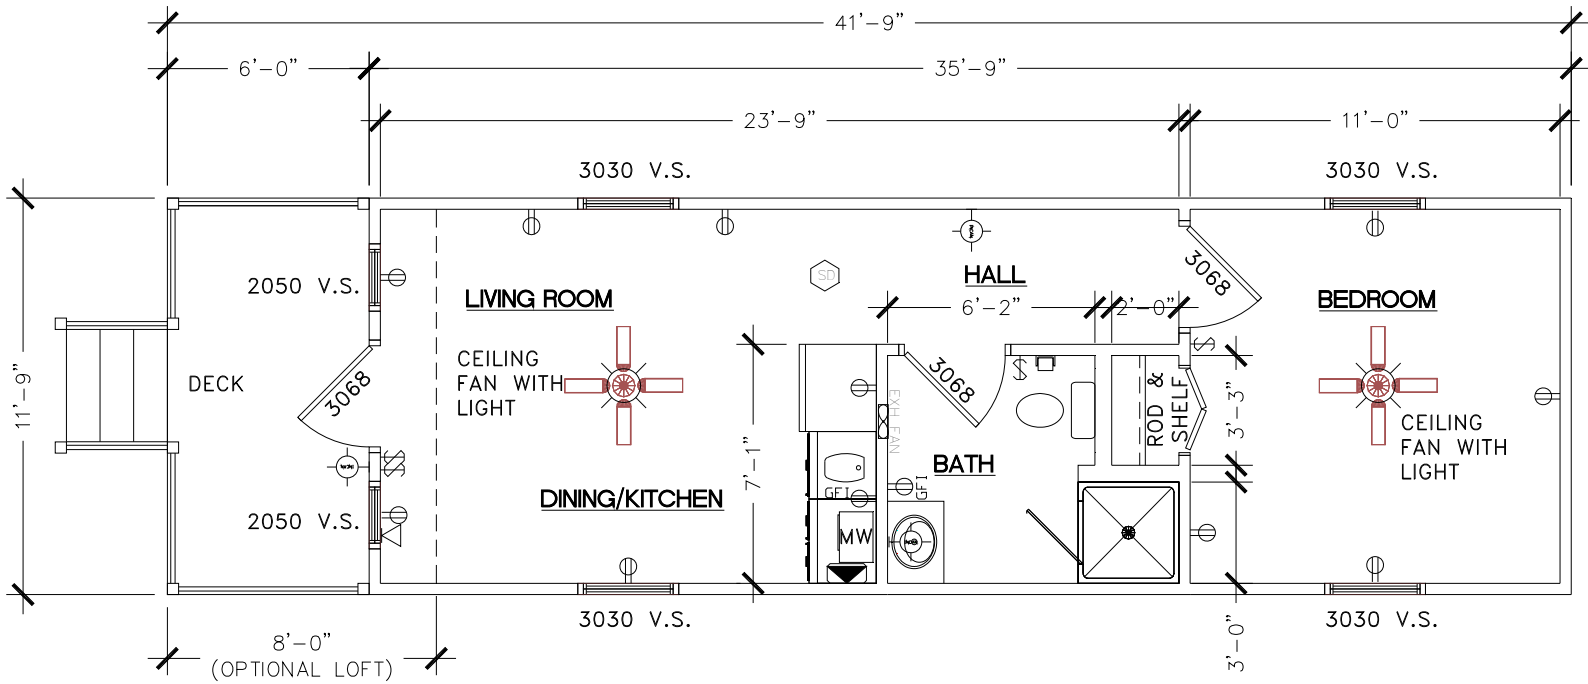 41'-9"
6'-0"
35'-9"
23'-9"
11'-0"
3030 V.S.
3030 V.S.
2050 V.S.
LIVING ROOM
SD
HALL
3068
BEDROOM
6'-2"
2'-0"
11'-9"
DECK
3068
CEILING
FAN WITH
LIGHT
3068
EXH FAN
ROD &
SHELF
3'-3"
CEILING
FAN WITH
LIGHT
BATH
7'-1"
DINING/KITCHEN
GFI
GFI
2050 V.S.
MW
3030 V.S.
3030 V.S.
3'-0"
8'-0"
(OPTIONAL LOFT)